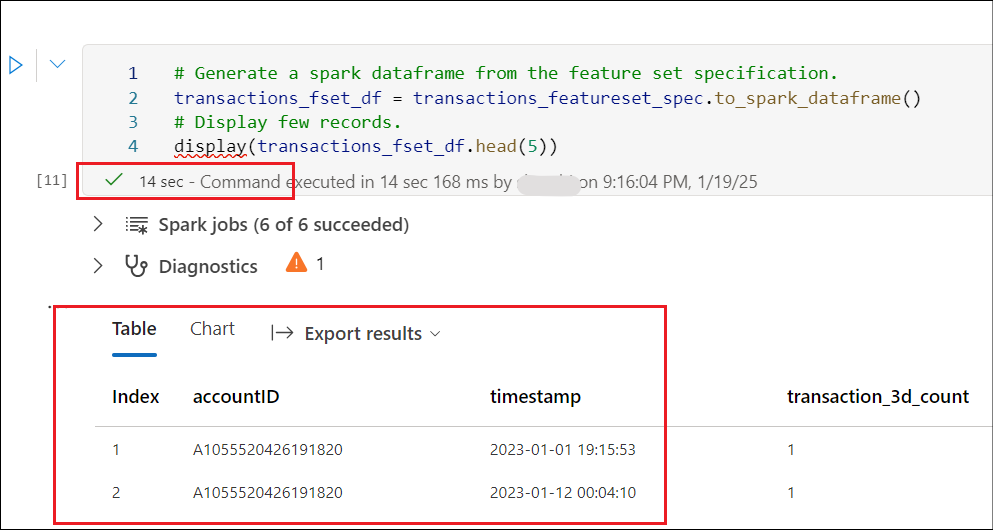 1 # Generate a spark dataframe from the feature set specification.
2 transactions_fset_df = transactions_featureset_spec.to_spark_dataframe()
3 # Display few records.
4 display(transactions_fset_df.head(5))
[11] 14 sec - Command executed in 14 sec 168 ms by on 9:16:04 PM, 1/19/25
Spark jobs (6 of 6 succeeded)
Diagnostics 1
Table Chart Export results
Index accountID timestamp transaction_3d_count
1 A1055520426191820 2023-01-01 19:15:53 1
2 A1055520426191820 2023-01-12 00:04:10 1